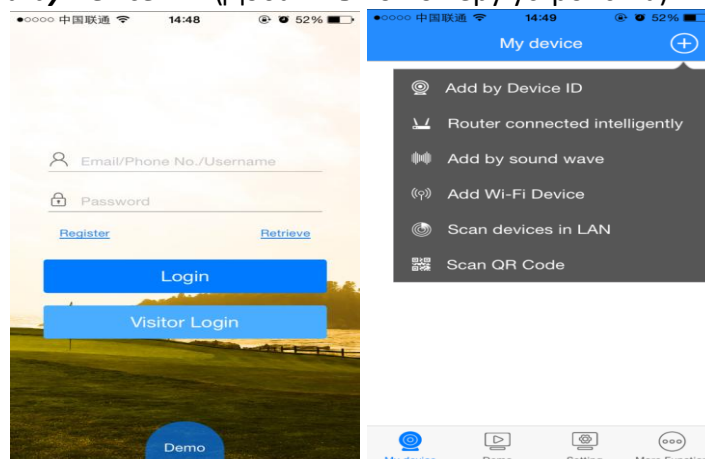 中国联通 14:48 52%
Email/Phone No./Username
Password
Register Retrieve
Login
Visitor Login
Demo
中国联通 14:49 52%
My device
Add by Device ID
Router connected intelligently
Add by sound wave
Add Wi-Fi Device
Scan devices in LAN
Scan QR Code